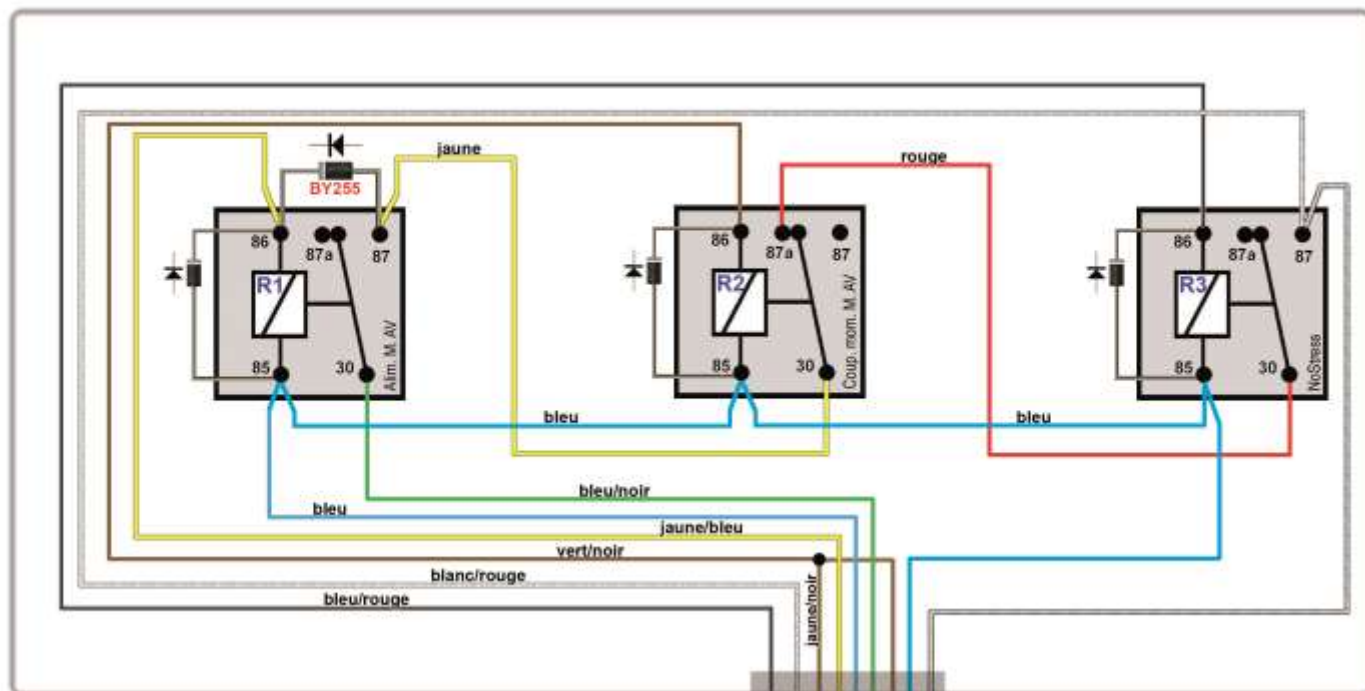 jaune
rouge
BY255
86
87a
87
R1
85
30
Alim. M. AV
86
87a
87
R2
85
30
Coup. mom. M. AV
86
87a
87
R3
85
30
NoStress
bleu
bleu
bleu/noir
bleu
jaune/bleu
vert/noir
blanc/rouge
bleu/rouge
jaune/noir